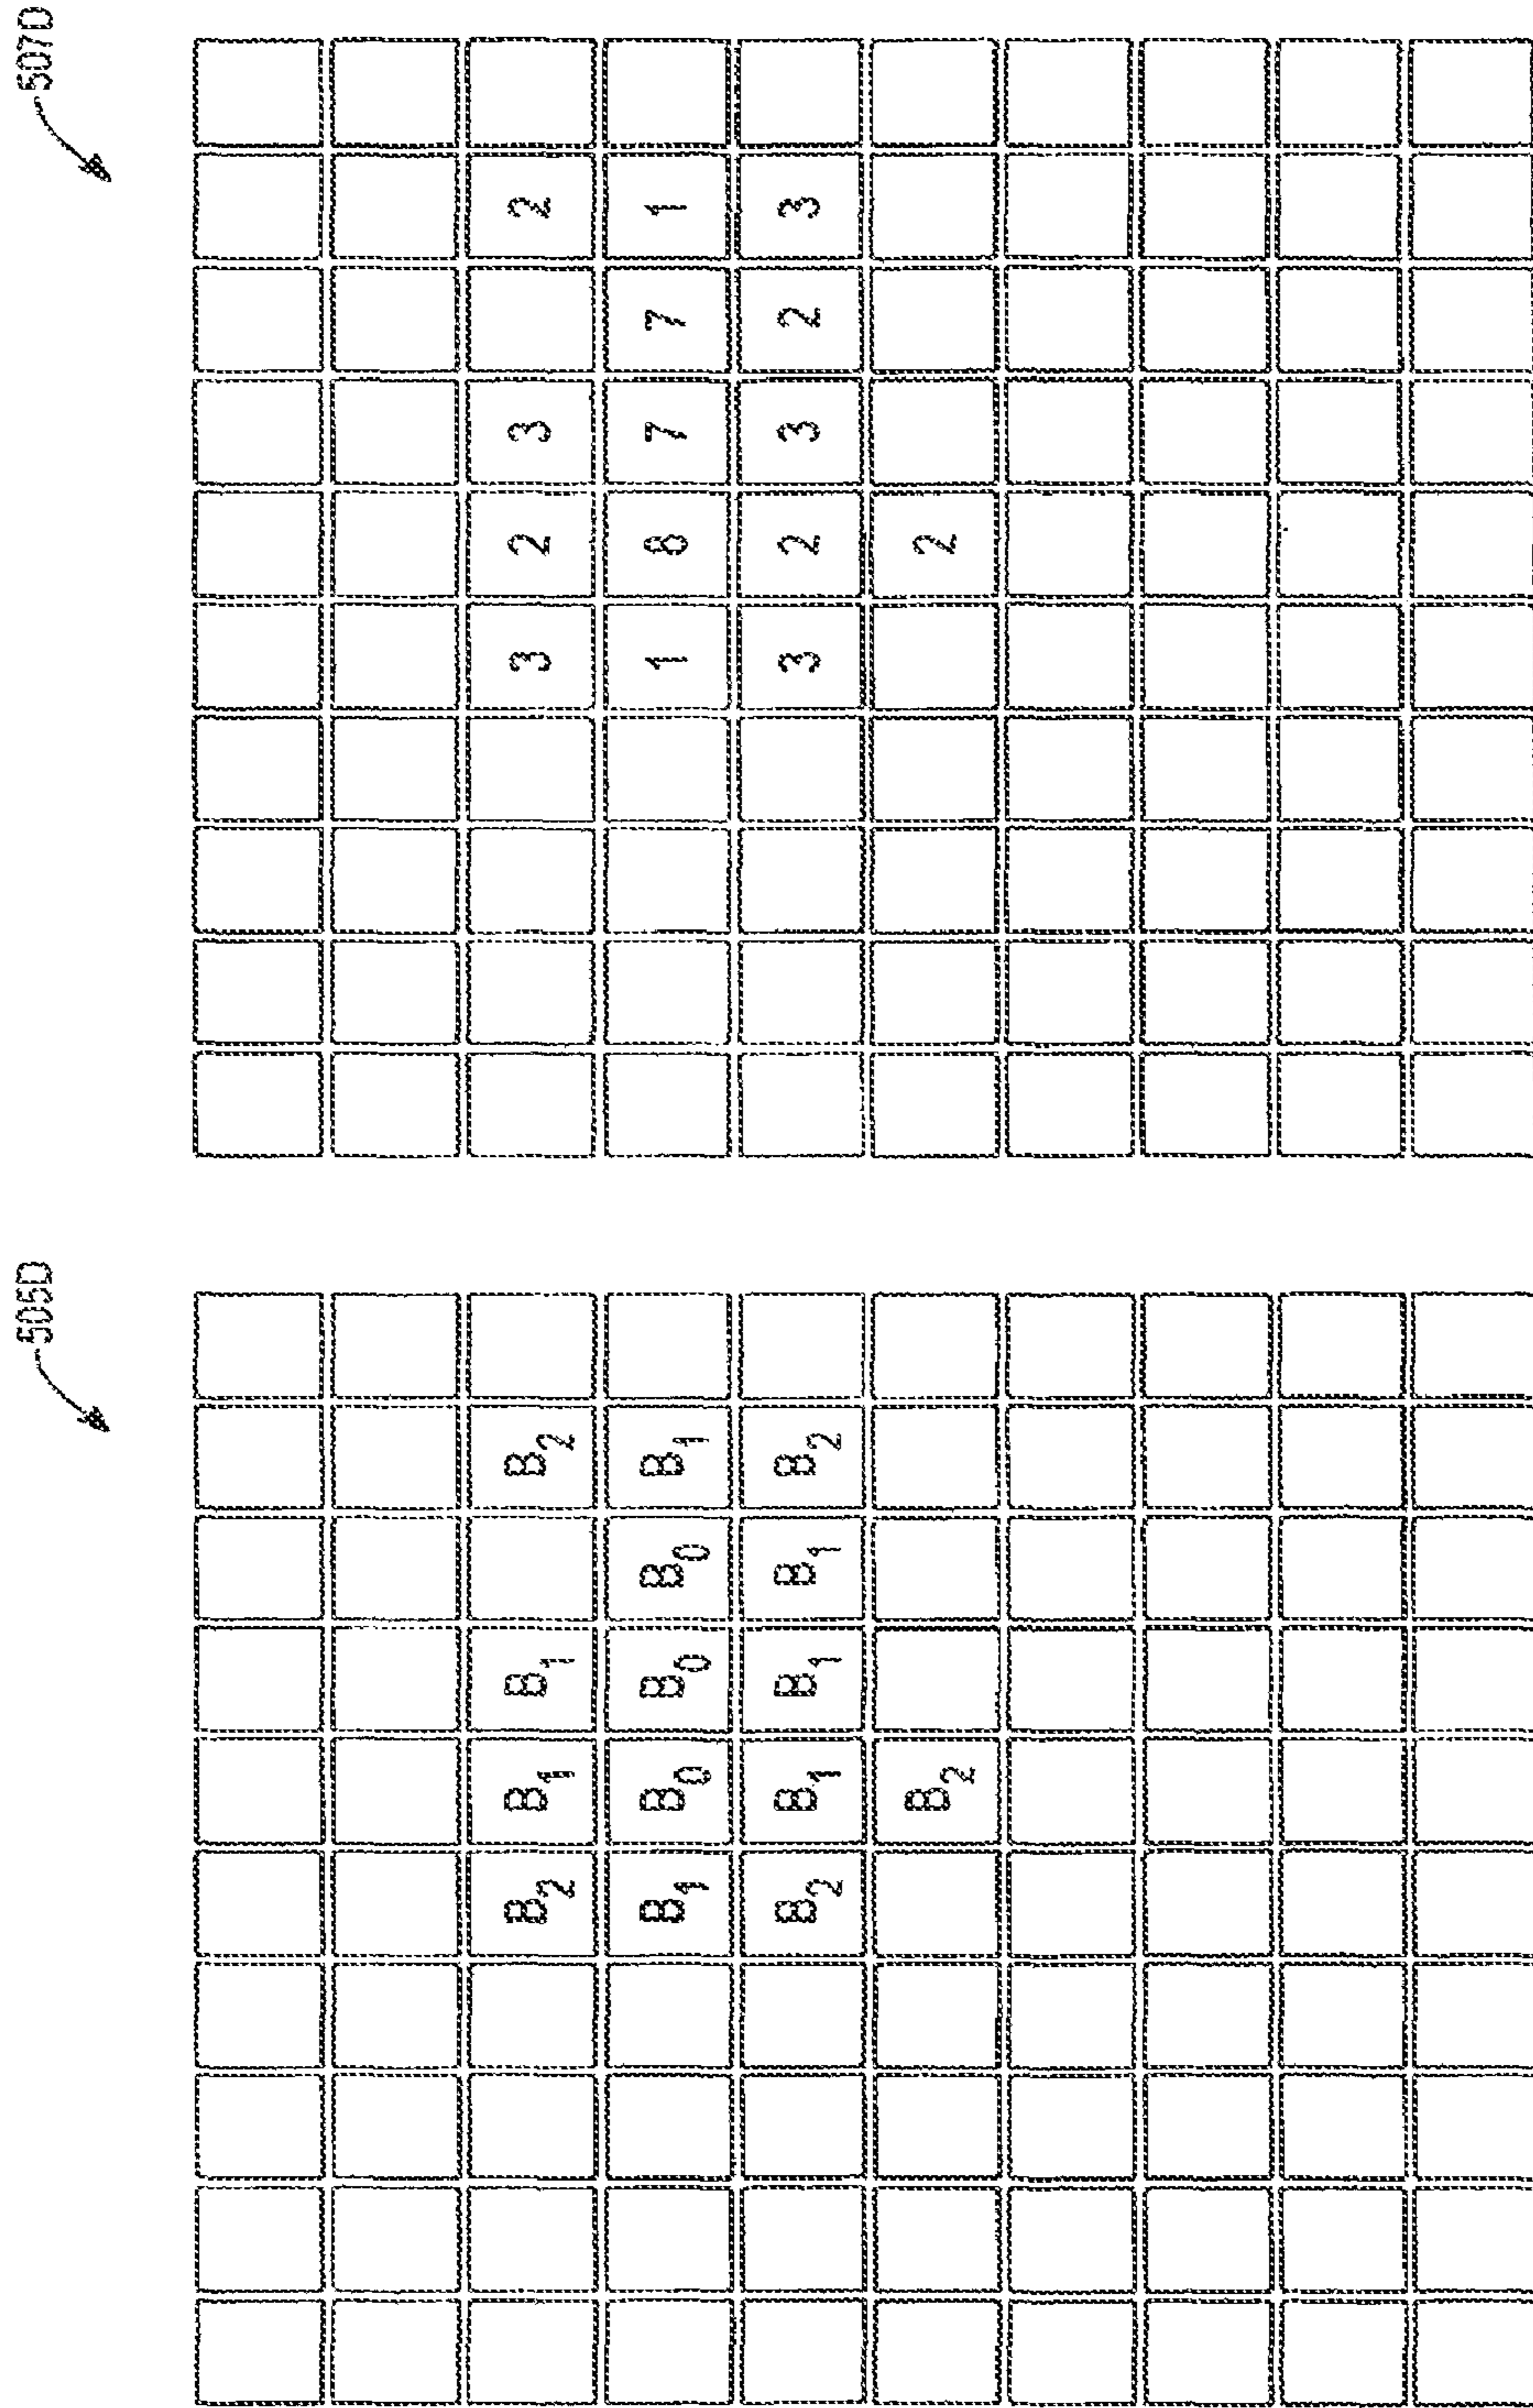 505D
B₂ B₁ B₁ B₂
B₁ B₀ B₀ B₀ B₁
B₂ B₁ B₁ B₁ B₂
B₂
507D
3 2 3 2
1 8 7 7 1
3 2 3 2 3
2